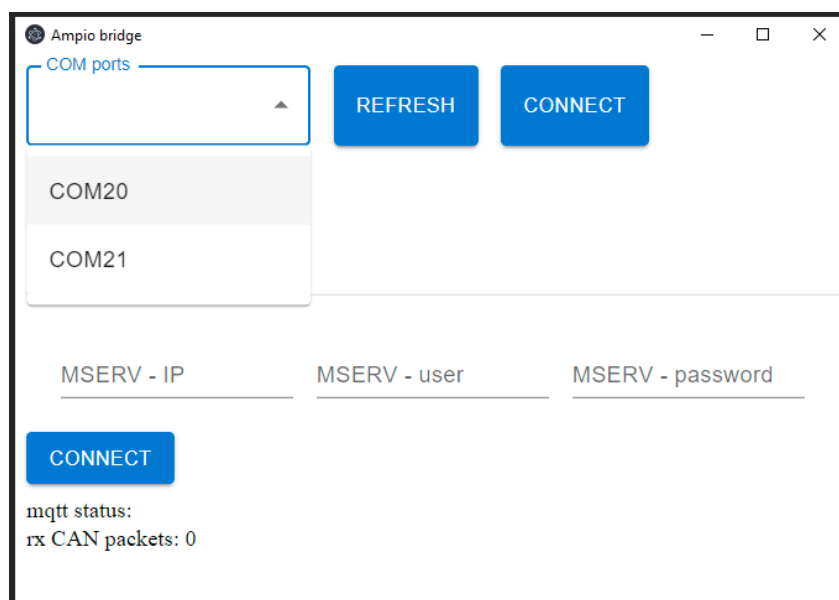 Ampio bridge
COM ports
REFRESH
CONNECT
COM20
COM21
MSERV - IP
MSERV - user
MSERV - password
CONNECT
mqtt status:
rx CAN packets: 0